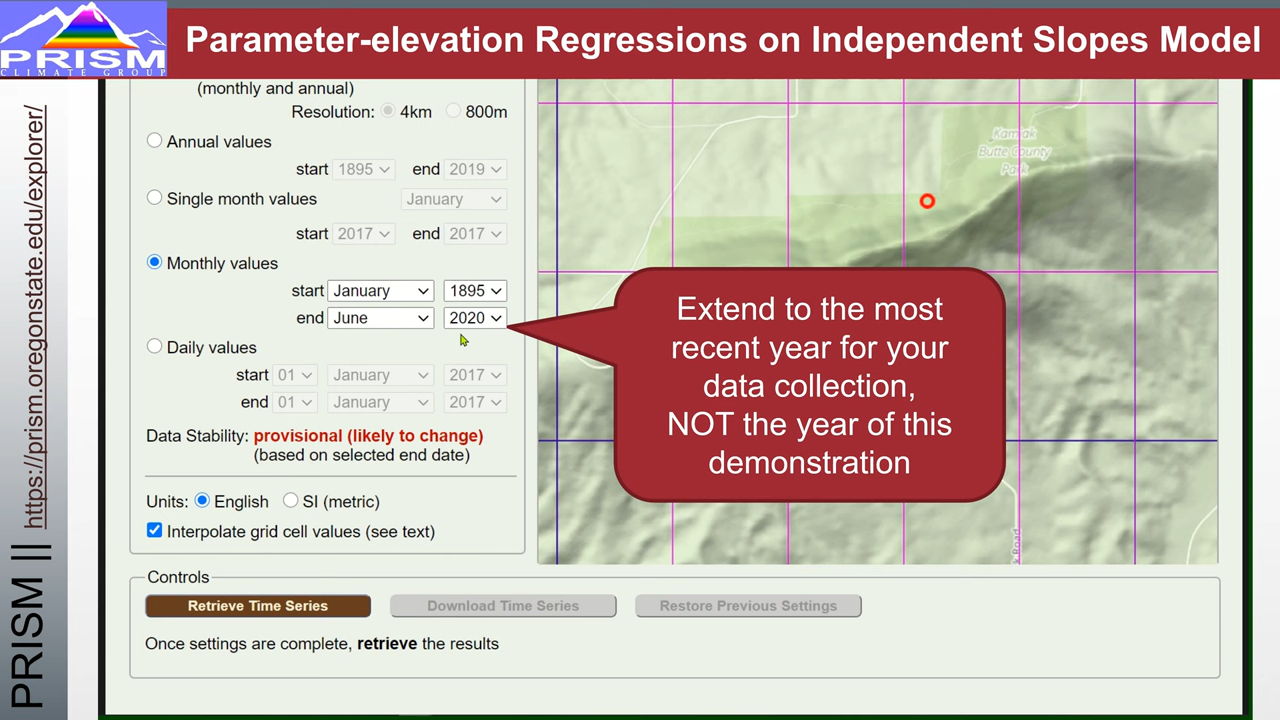 PRISM
CLIMATE GROUP
Parameter-elevation Regressions on Independent Slopes Model
PRISM || https://prism.oregonstate.edu/explorer/
(monthly and annual)
Resolution: 4km 800m
Annual values
start 1895 end 2019
Single month values January
start 2017 end 2017
Monthly values
start January 1895
end June 2020
Daily values
start 01 January 2017
end 01 January 2017
Data Stability: provisional (likely to change)
(based on selected end date)
Units: English SI (metric)
Interpolate grid cell values (see text)
Kamiak
Butte County
Park
Road
Extend to the most
recent year for your
data collection,
NOT the year of this
demonstration
Controls
Retrieve Time Series Download Time Series Restore Previous Settings
Once settings are complete, retrieve the results